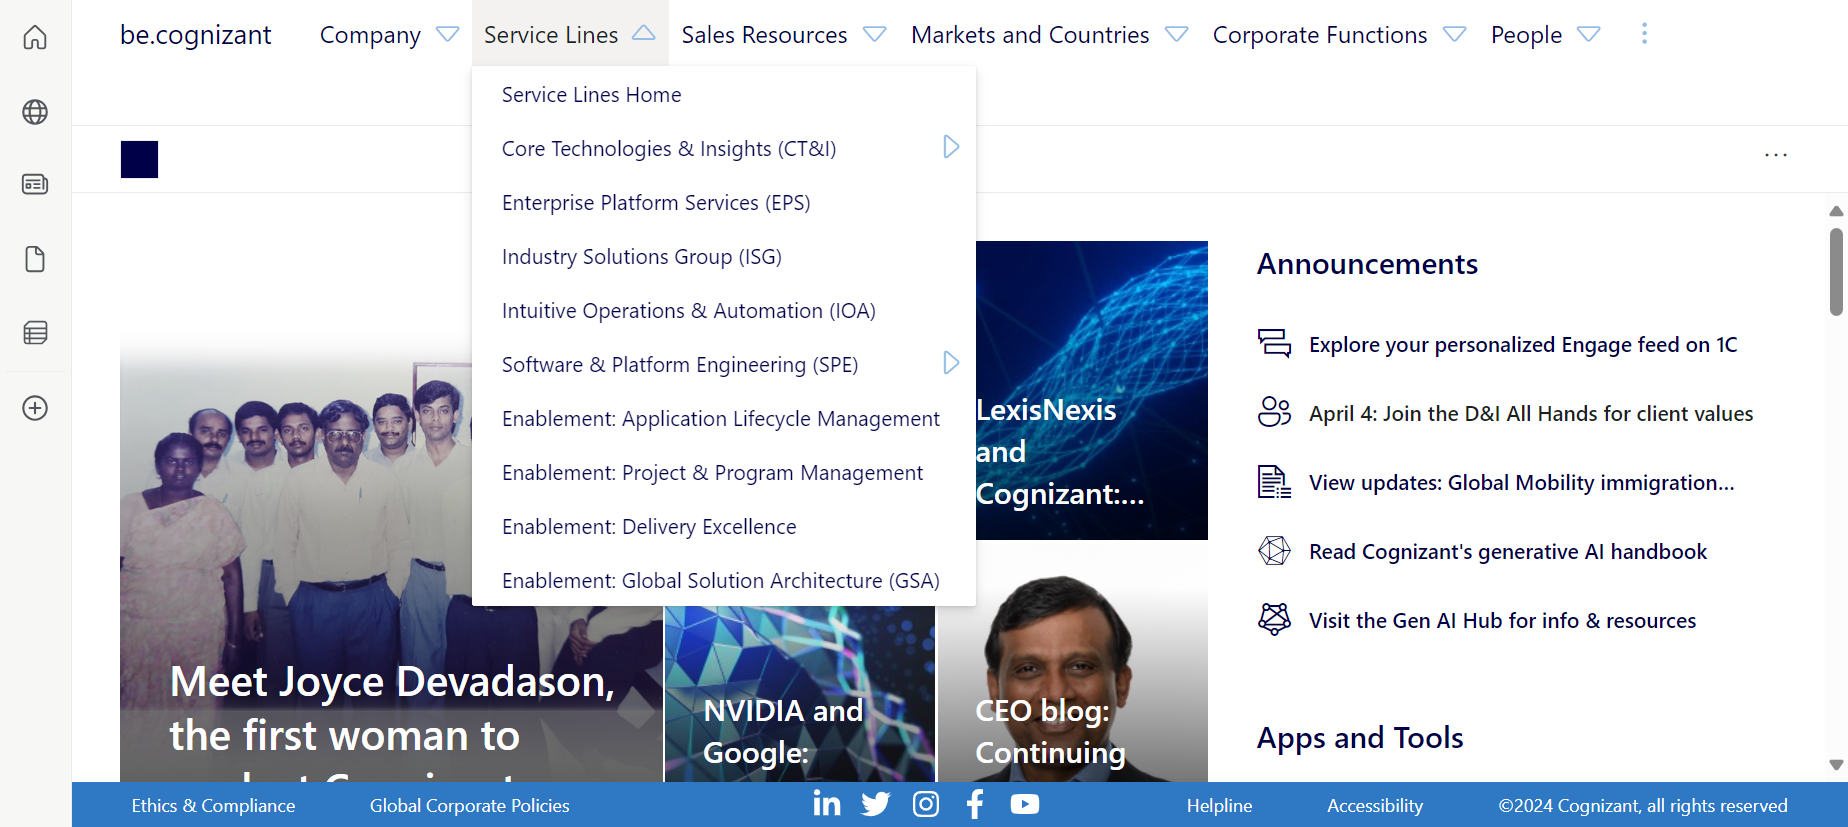 be.cognizant
Company
Service Lines
Sales Resources
Markets and Countries
Corporate Functions
People
Service Lines Home
Core Technologies & Insights (CT&I)
Enterprise Platform Services (EPS)
Industry Solutions Group (ISG)
Intuitive Operations & Automation (IOA)
Software & Platform Engineering (SPE)
Enablement: Application Lifecycle Management
Enablement: Project & Program Management
Enablement: Delivery Excellence
Enablement: Global Solution Architecture (GSA)
Meet Joyce Devadason,
the first woman to
LexisNexis
and
Cognizant:...
NVIDIA and
Google:
CEO blog:
Continuing
Announcements
Explore your personalized Engage feed on 1C
April 4: Join the D&I All Hands for client values
View updates: Global Mobility immigration...
Read Cognizant's generative AI handbook
Visit the Gen AI Hub for info & resources
Apps and Tools
Ethics & Compliance
Global Corporate Policies
Helpline
Accessibility
©2024 Cognizant, all rights reserved